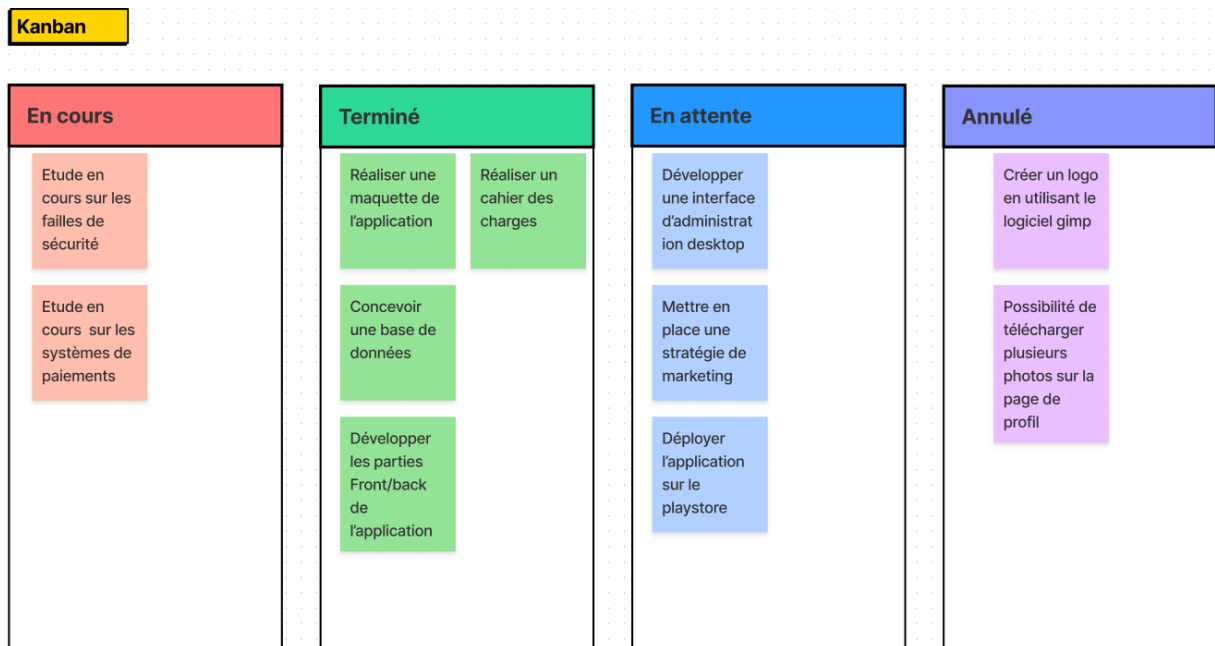 Kanban
En cours
Etude en
cours sur les
failles de
sécurité
Etude en
cours  sur les
systèmes de
paiements
Terminé
Réaliser une
maquette de
l'application
Réaliser un
cahier des
charges
Concevoir
une base de
données
Développer
les parties
Front/back
de
l'application
En attente
Développer
une interface
d'administrat
ion desktop
Mettre en
place une
stratégie de
marketing
Déployer
l'application
sur le
playstore
Annulé
Créer un logo
en utilisant le
logiciel gimp
Possibilité de
télécharger
plusieurs
photos sur la
page de
profil